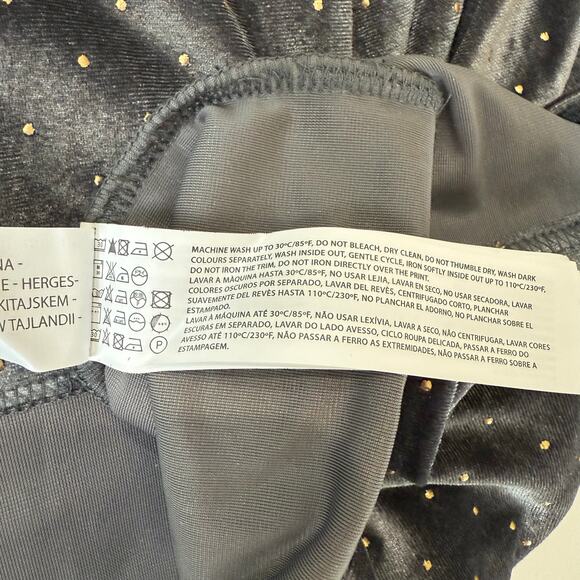 NA -
E - HERGES-
KITAJSKEM -
W TAJLANDII -
MACHINE WASH UP TO 30ºC/85ºF, DO NOT BLEACH, DRY CLEAN, DO NOT THUMBLE DRY, WASH DARK
COLOURS SEPARATELY, WASH INSIDE OUT, GENTLE CYCLE, IRON SOFTLY INSIDE OUT UP TO 110ºC/230ºF,
DO NOT IRON THE TRIM, DO NOT IRON DIRECTLY OVER THE PRINT.
LAVAR A MÁQUINA HASTA 30ºC/85ºF, NO USAR LEJIA, LAVAR EN SECO, NO USAR SECADORA, LAVAR
COLORES OSCUROS POR SEPARADO, LAVAR DEL REVÉS, CENTRIFUGADO CORTO, PLANCHAR
SUAVEMENTE DEL REVÉS HASTA 110ºC/230ºF, NO PLANCHAR EL ADORNO, NO PLANCHAR SOBRE EL
ESTAMPADO.
LAVAR À MÁQUINA ATÉ 30ºC/85ºF, NÃO USAR LEXÍVIA, LAVAR A SECO, NÃO CENTRIFUGAR, LAVAR CORES
ESCURAS EM SEPARADO, LAVAR DO LADO AVESSO, CICLO ROUPA DELICADA, PASSAR A FERRO DO
AVESSO ATÉ 110ºC/230ºF, NÃO PASSAR A FERRO AS EXTREMIDADES, NÃO PASSAR A FERRO SOBRE A
ESTAMPAGEM.